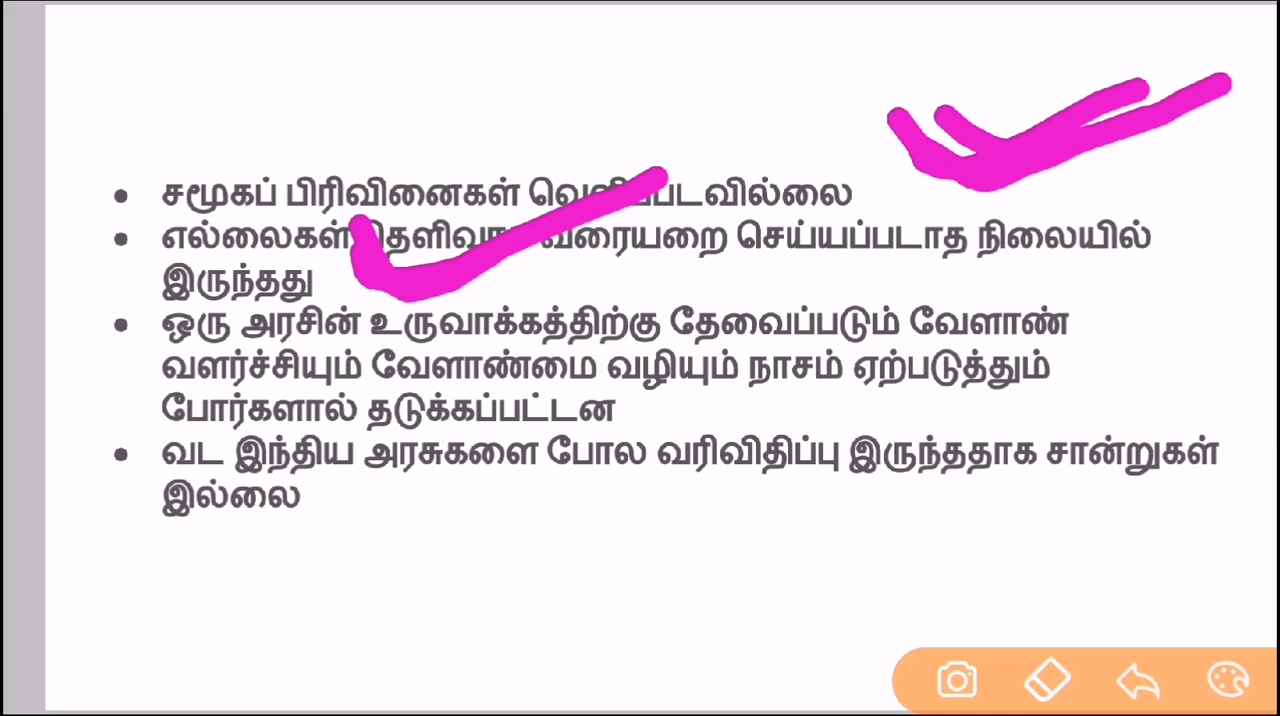 சமூகப் பிரிவினைகள் வெளிப்படவில்லை
எல்லைகள் தெளிவாக வரையறை செய்யப்படாத நிலையில்
இருந்தது
ஒரு அரசின் உருவாக்கத்திற்கு தேவைப்படும் வேளாண்
வளர்ச்சியும் வேளாண்மை வழியும் நாசம் ஏற்படுத்தும்
போர்களால் தடுக்கப்பட்டன
வட இந்திய அரசுகளை போல வரிவிதிப்பு இருந்ததாக சான்றுகள்
இல்லை